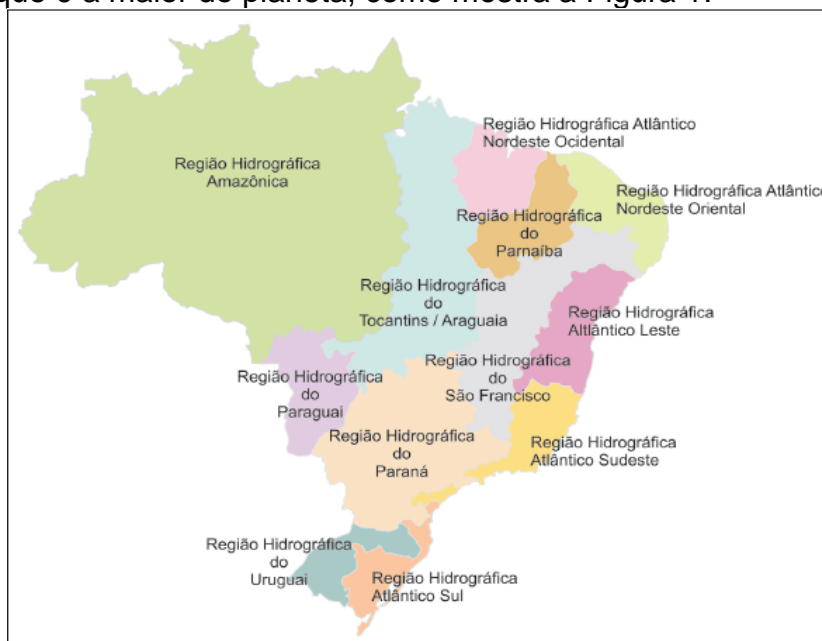 que é a maior do planeta, como mostra a Figura 1.
Região Hidrográfica Atlântico
Nordeste Ocidental
Região Hidrográfica
Amazônica
Região Hidrográfica Atlântico
Nordeste Oriental
Região Hidrográfica
do
Parnaíba
Região Hidrográfica
do
Tocantins / Araguaia
Região Hidrográfica
Altlântico Leste
Região Hidrográfica
do
São Francisco
Região Hidrográfica
do
Paraguai
Região Hidrográfica
do
Paraná
Região Hidrográfica
Atlântico Sudeste
Região Hidrográfica
do
Uruguai
Região Hidrográfica
Atlântico Sul